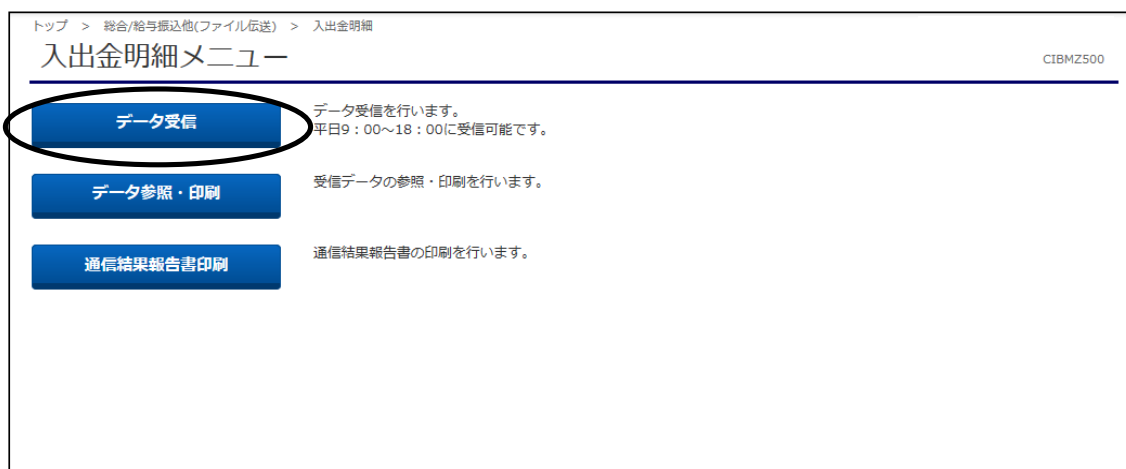 トップ > 総合/給与振込他(ファイル伝送) > 入出金明細
入出金明細メニュー
CIBMZ500
データ受信
データ受信を行います。
平日9：00～18：00に受信可能です。
データ参照・印刷
受信データの参照・印刷を行います。
通信結果報告書印刷
通信結果報告書の印刷を行います。